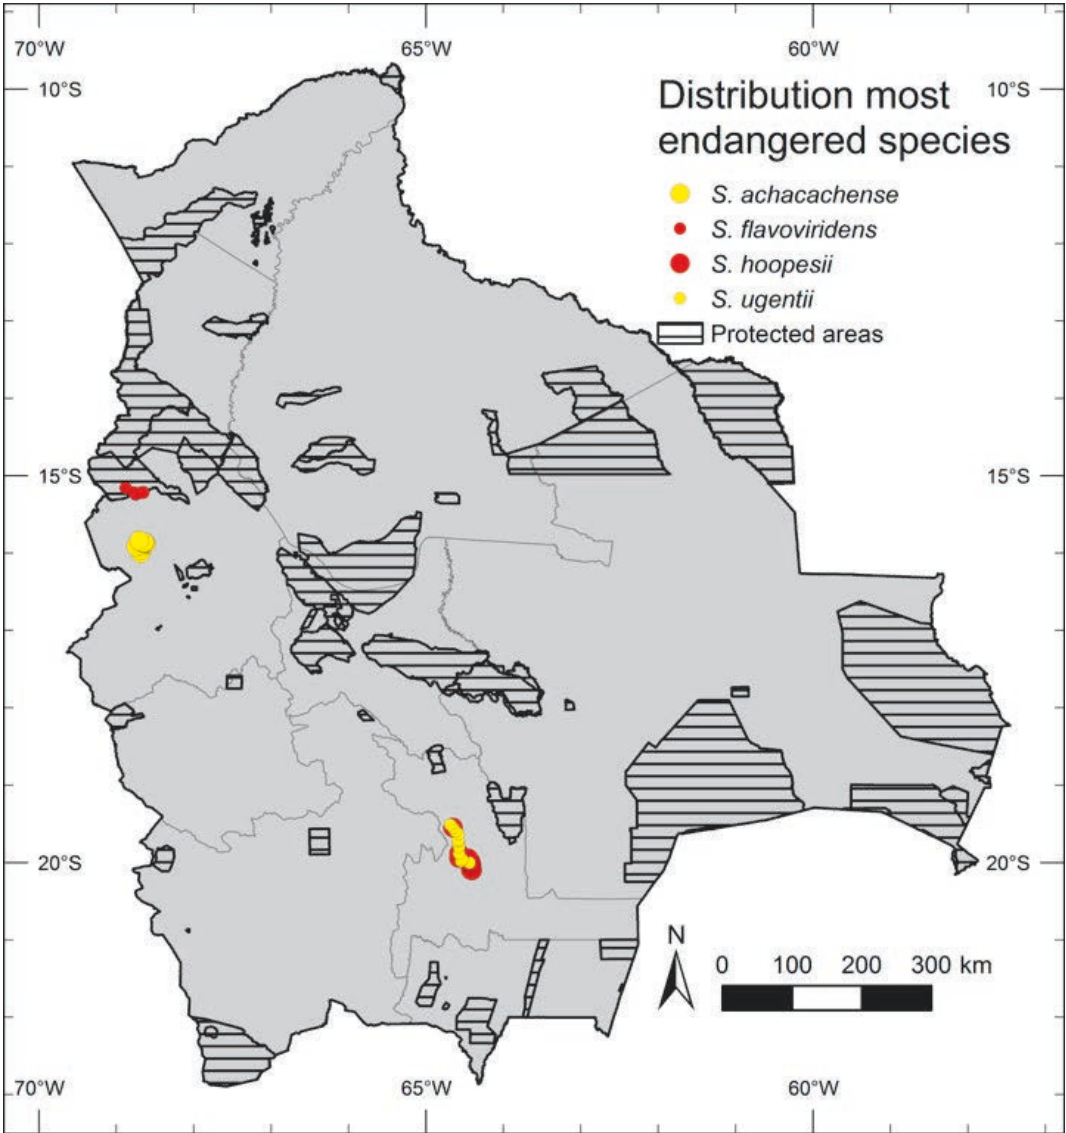 70°W 65°W 60°W
10°S 10°S
Distribution most
endangered species
S. achacachense
S. flavoviridens
S. hoopesii
S. ugentii
Protected areas
15°S 15°S
20°S 20°S
N
0 100 200 300 km
70°W 65°W 60°W